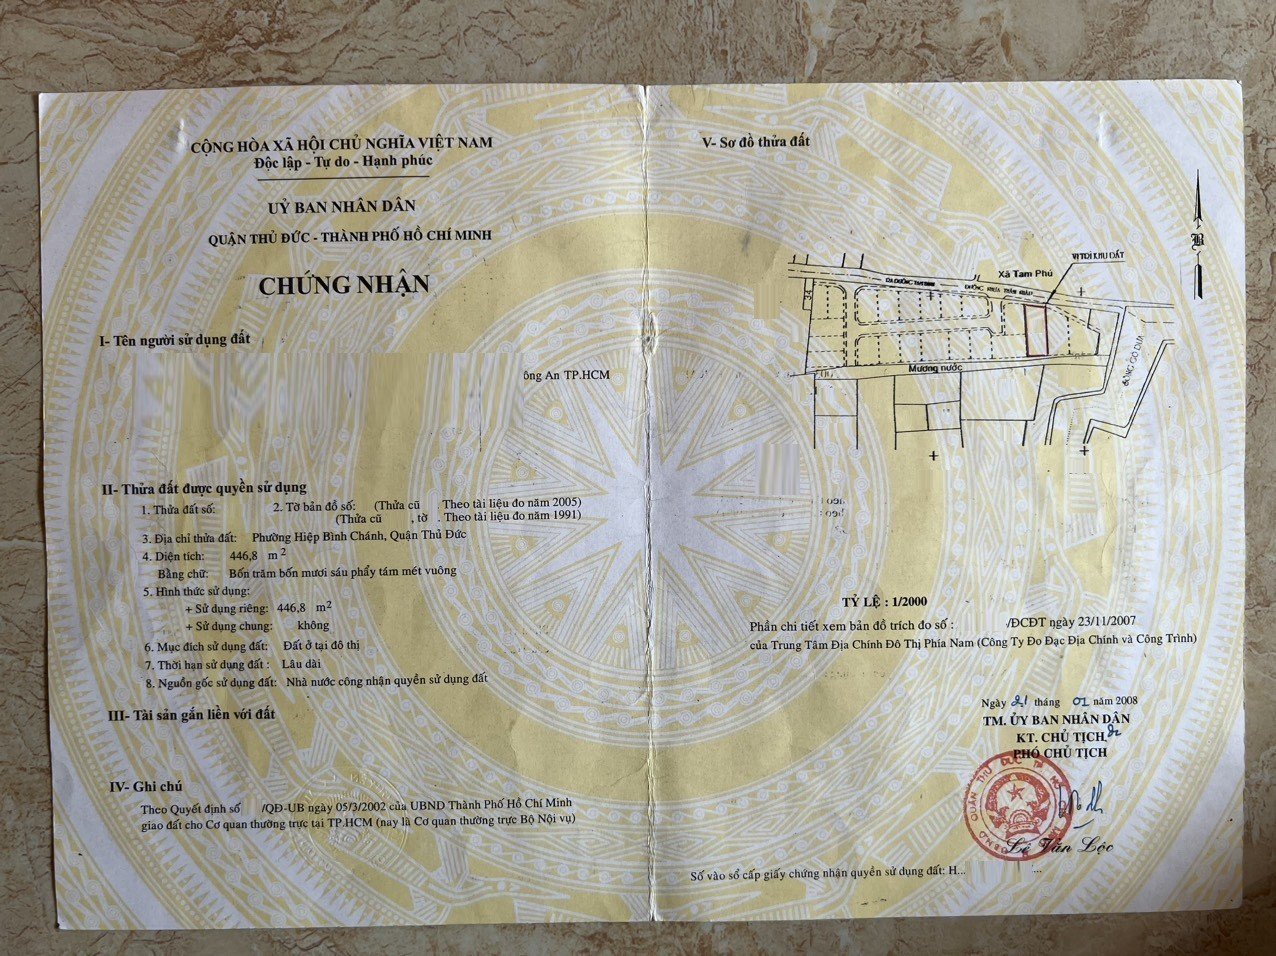 CỘNG HÒA XÃ HỘI CHỦ NGHĨA VIỆT NAM
Độc lập - Tự do - Hạnh phúc
UỶ BAN NHÂN DÂN
QUẬN THỦ ĐỨC - THÀNH PHỐ HỒ CHÍ MINH
CHỨNG NHẬN
I- Tên người sử dụng đất
ông An TP.HCM
II- Thửa đất được quyền sử dụng
1. Thửa đất số: 2. Tờ bản đồ số: (Thửa cũ . Theo tài liệu đo năm 2005)
(Thửa cũ , tờ . Theo tài liệu đo năm 1991)
3. Địa chỉ thửa đất: Phường Hiệp Bình Chánh, Quận Thủ Đức
4. Diện tích: 446,8 m2
Bằng chữ: Bốn trăm bốn mươi sáu phẩy tám mét vuông
5. Hình thức sử dụng:
+ Sử dụng riêng: 446,8 m2
+ Sử dụng chung: không
6. Mục đích sử dụng đất: Đất ở tại đô thị
7. Thời hạn sử dụng đất : Lâu dài
8. Nguồn gốc sử dụng đất: Nhà nước công nhận quyền sử dụng đất
III- Tài sản gắn liền với đất
IV- Ghi chú
Theo Quyết định số /QĐ-UB ngày 05/3/2002 của UBND Thành Phố Hồ Chí Minh
giao đất cho Cơ quan thường trực tại TP.HCM (nay là Cơ quan thường trực Bộ Nội vụ)
V- Sơ đồ thửa đất
B
VỊ TRÍ KHU ĐẤT
Xã Tam Phú
Mương nước
TỶ LỆ : 1/2000
Phần chi tiết xem bản đồ trích đo số : /ĐCĐT ngày 23/11/2007
của Trung Tâm Địa Chính Đô Thị Phía Nam (Công Ty Đo Đạc Địa Chính và Công Trình)
Ngày 21 tháng 01 năm 2008
TM. ỦY BAN NHÂN DÂN
KT. CHỦ TỊCH
PHÓ CHỦ TỊCH
Lê Văn Lộc
Số vào sổ cấp giấy chứng nhận quyền sử dụng đất: H...